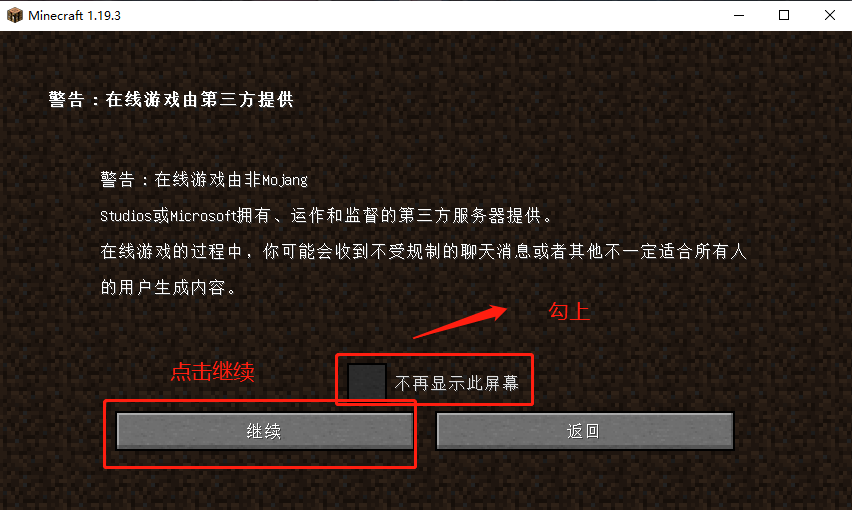 Minecraft 1.19.3
警告：在线游戏由第三方提供
警告：在线游戏由非Mojang
Studios或Microsoft拥有、运作和监督的第三方服务器提供。
在线游戏的过程中，你可能会收到不受规制的聊天消息或者其他不一定适合所有人
的用户生成内容。
勾上
点击继续
不再显示此屏幕
继续
返回